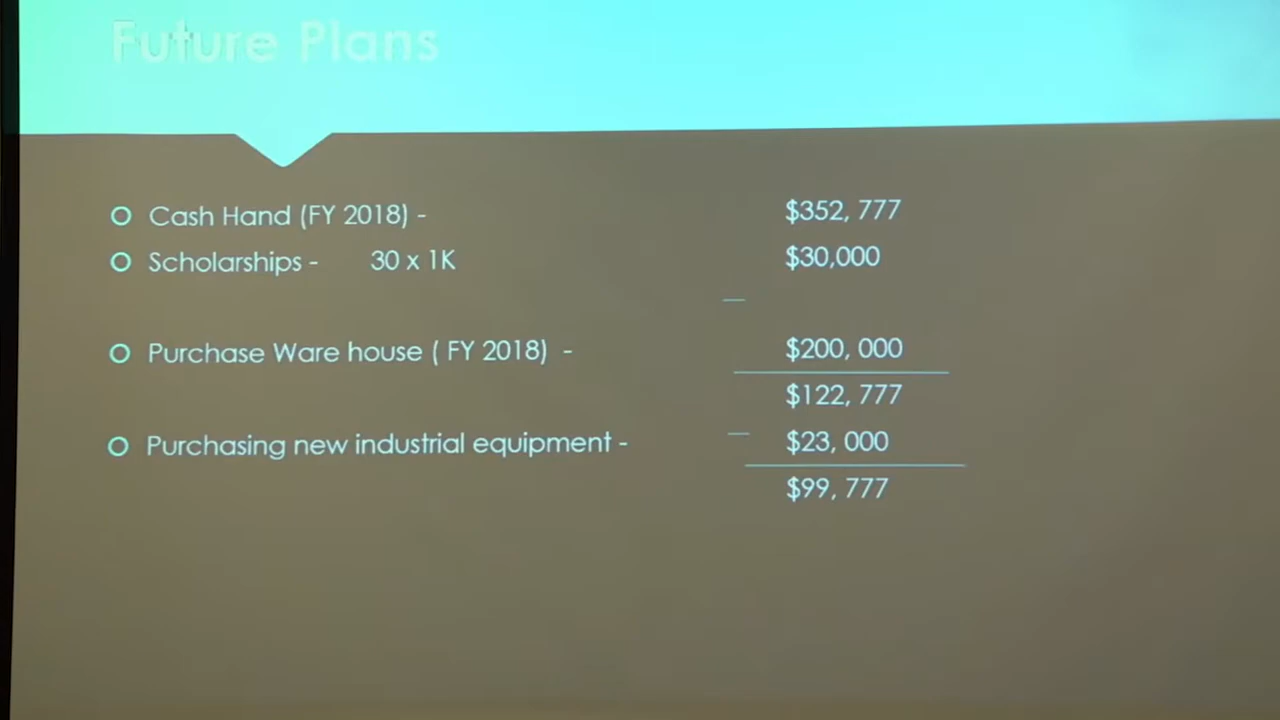 Future Plans
Cash Hand (FY 2018) - $352, 777
Scholarships - 30 x 1K $30,000
Purchase Ware house ( FY 2018) - $200, 000
$122, 777
Purchasing new industrial equipment - $23, 000
$99, 777